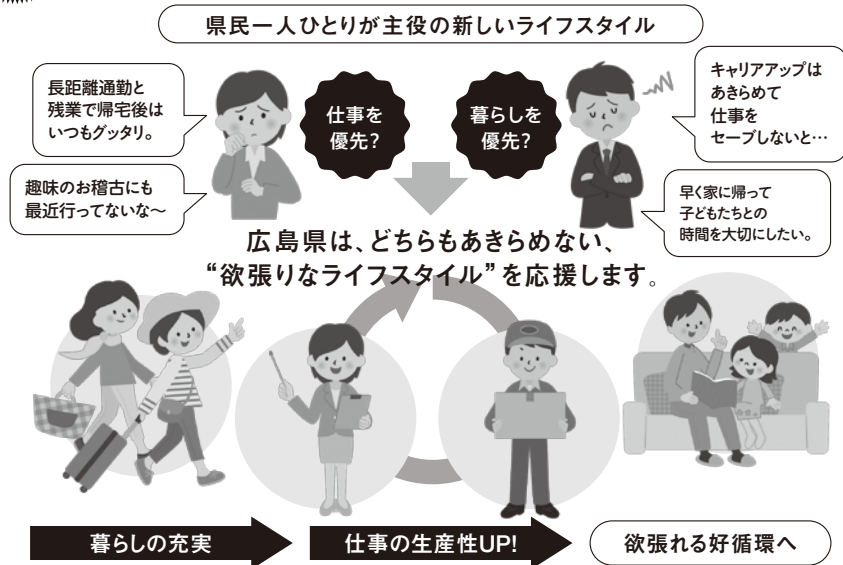 県民一人ひとりが主役の新しいライフスタイル
長距離通勤と
残業で帰宅後は
いつもグッタリ。
趣味のお稽古にも
最近行ってないな〜
仕事を
優先?
暮らしを
優先?
キャリアアップは
あきらめて
仕事を
セーブしないと…
早く家に帰って
子どもたちとの
時間を大切にしたい。
広島県は、どちらもあきらめない、
“欲張りなライフスタイル”を応援します。
暮らしの充実
仕事の生産性UP!
欲張れる好循環へ